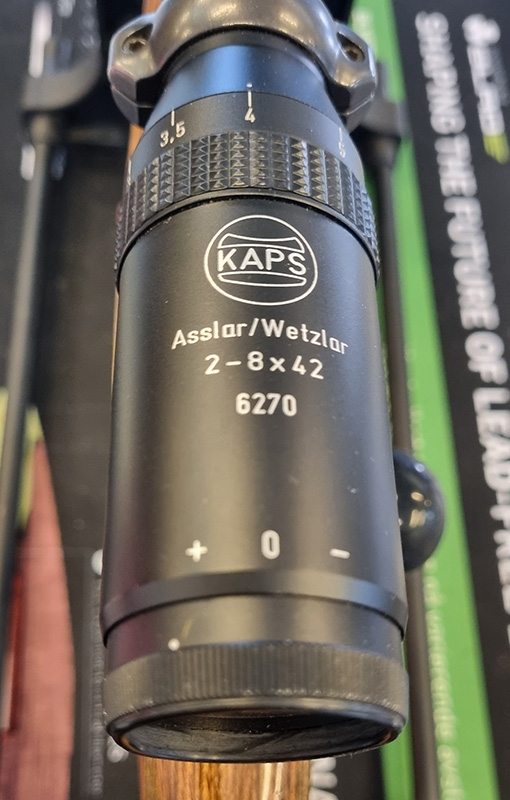 3.5 4 5
KAPS
Asslar/Wetzlar
2-8x42
6270
+ 0 -
SHAPING THE FUTURE OF LEAD-FREE